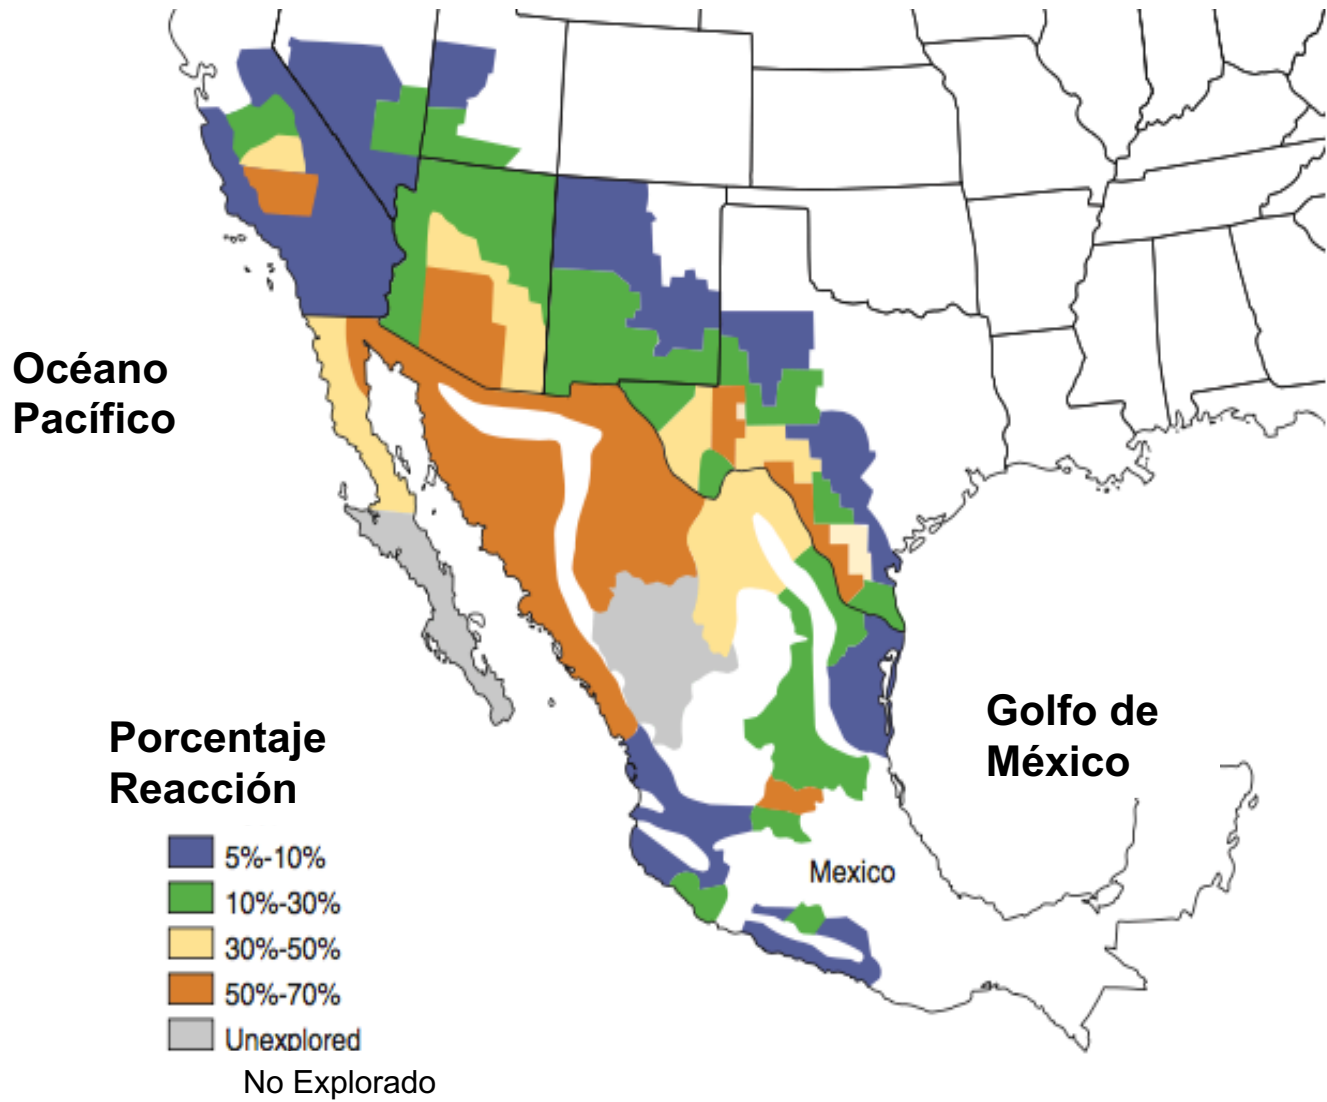 Océano
Pacífico
Golfo de
México
Porcentaje
Reacción
Mexico
5%-10%
10%-30%
30%-50%
50%-70%
Unexplored
No Explorado